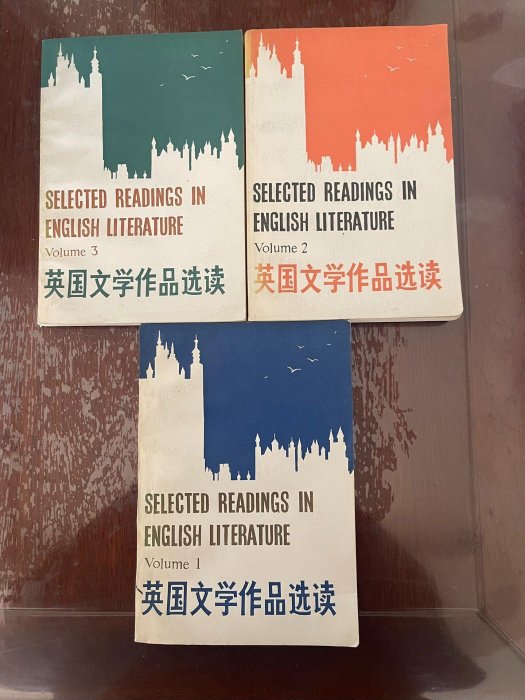 SELECTED READINGS IN
ENGLISH LITERATURE
Volume 3
英国文学作品选读
SELECTED READINGS IN
ENGLISH LITERATURE
Volume 2
英国文学作品选读
SELECTED READINGS IN
ENGLISH LITERATURE
Volume 1
英国文学作品选读